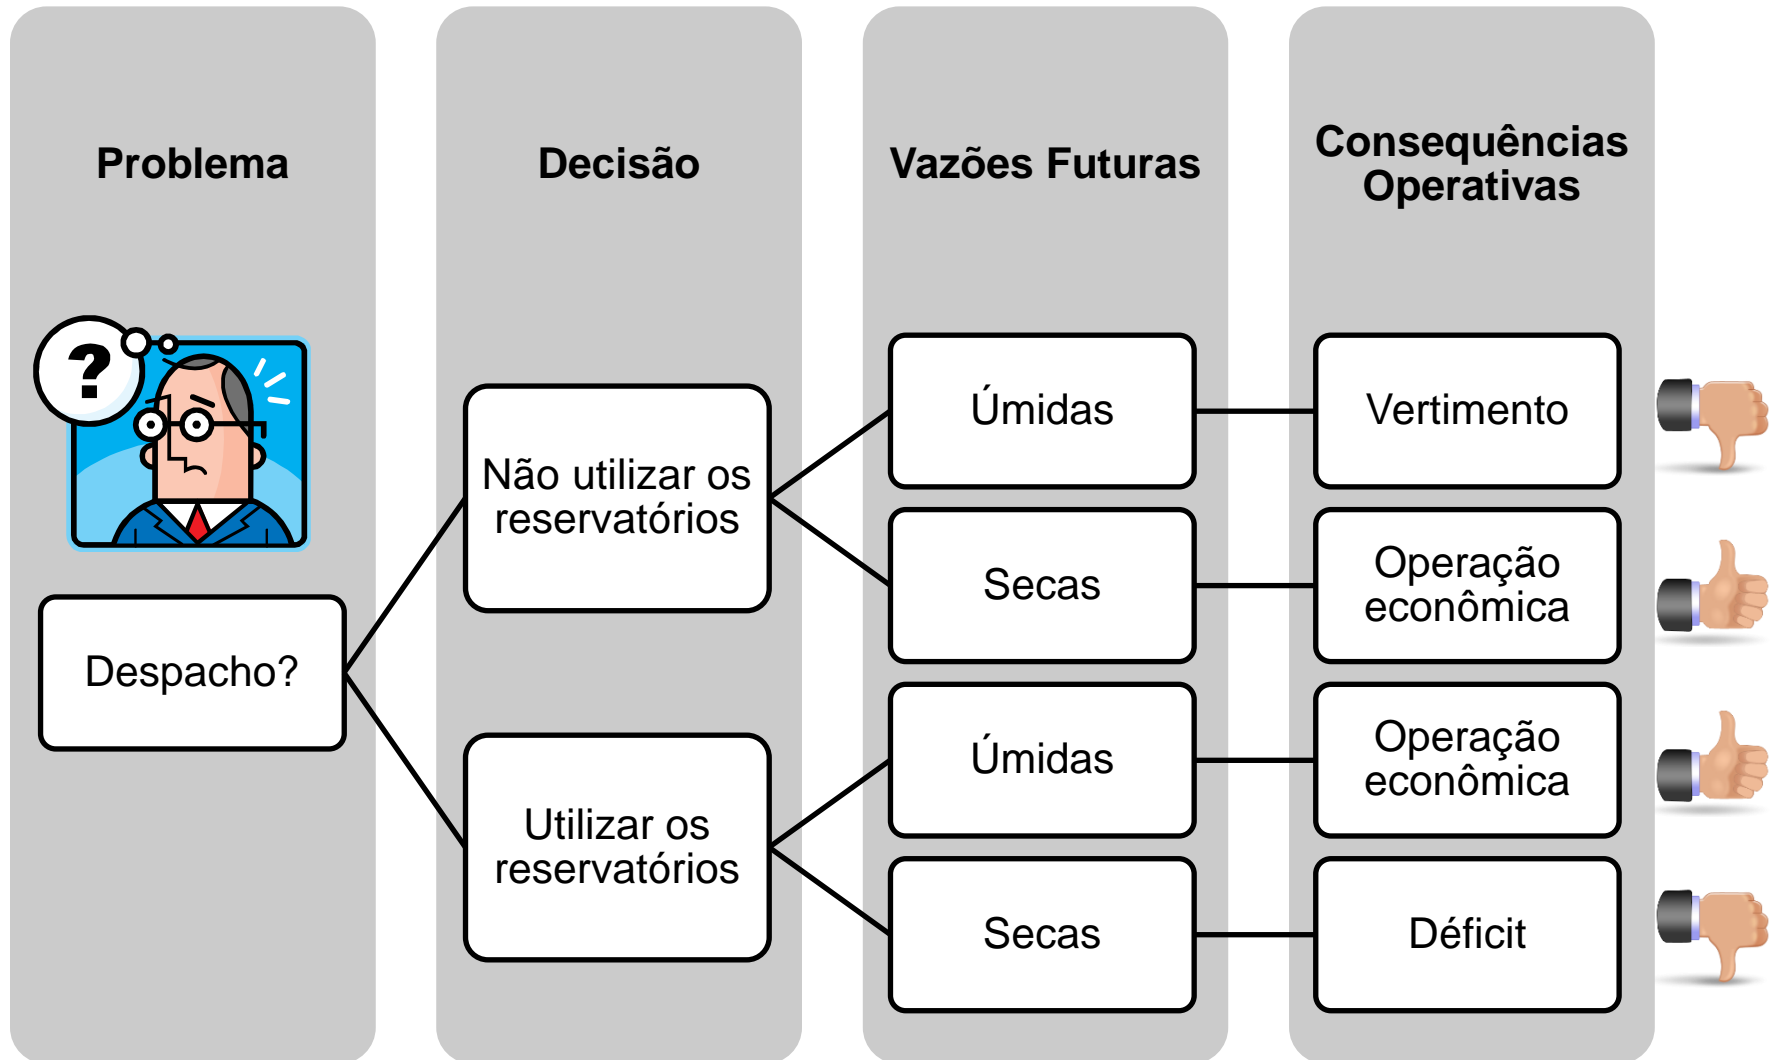 Problema
Decisão
Vazões Futuras
Consequências
Operativas
?
Despacho?
Não utilizar os
reservatórios
Utilizar os
reservatórios
Úmidas
Secas
Úmidas
Secas
Vertimento
Operação
econômica
Operação
econômica
Déficit